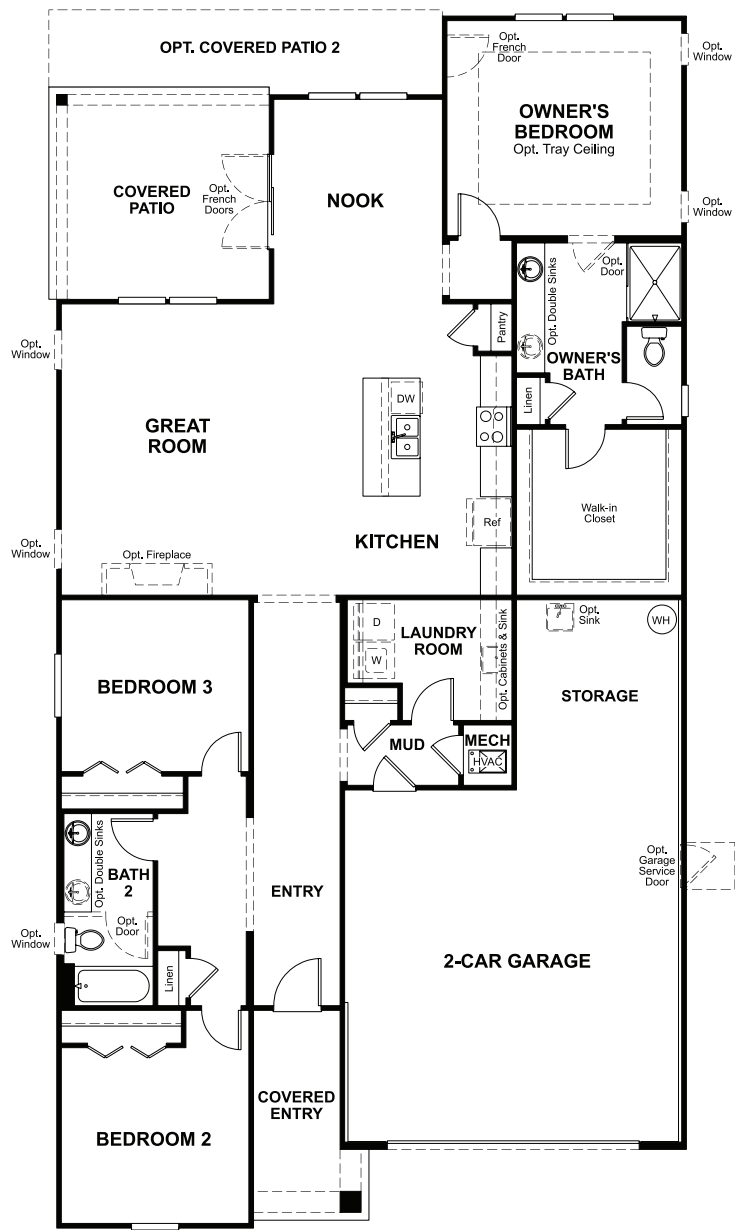 OPT. COVERED PATIO 2
Opt.
French
Door
Opt.
Window
OWNER'S
BEDROOM
Opt. Tray Ceiling
COVERED
PATIO
Opt.
French
Doors
NOOK
Opt.
Window
Opt. Double Sinks
Opt.
Door
Pantry
Opt.
Window
OWNER'S
BATH
Linen
DW
GREAT
ROOM
Walk-in
Closet
Ref
KITCHEN
Opt.
Window
Opt. Fireplace
D
W
LAUNDRY
ROOM
Opt. Cabinets & Sink
Opt.
Sink
WH
BEDROOM 3
STORAGE
MUD
MECH
HVAC
Opt. Double Sinks
BATH
2
Opt.
Door
Opt.
Garage
Service
Door
ENTRY
Opt.
Window
Linen
2-CAR GARAGE
COVERED
ENTRY
BEDROOM 2